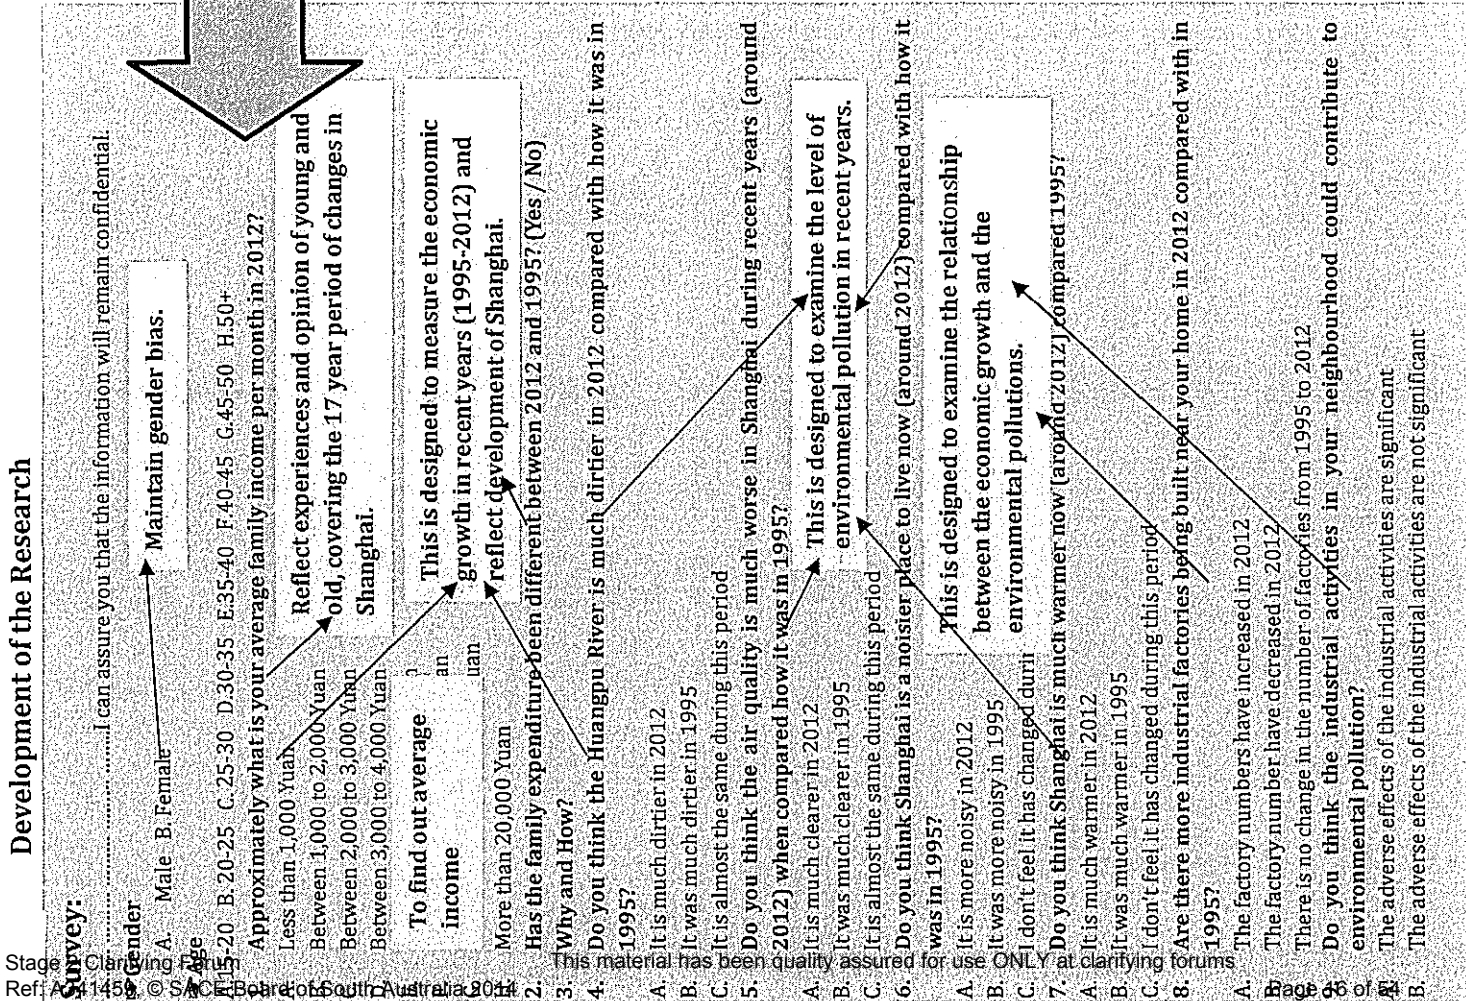 Development of the Research
Survey:
I can assure you that the information will remain confidential.
Gender
A. Male B.Female
Maintain gender bias.
Age
A.15-20 B. 20-25 C. 25-30 D.30-35 E.35-40 F.40-45 G.45-50 H.50+
Approximately what is your average family income per month in 2012?
Less than 1,000 Yuan
Between 1,000 to 2,000 Yuan
Between 2,000 to 3,000 Yuan
Between 3,000 to 4,000 Yuan
Reflect experiences and opinion of young and
old, covering the 17 year period of changes in
Shanghai.
To find out average
income
This is designed to measure the economic
growth in recent years (1995-2012) and
reflect development of Shanghai.
More than 20,000 Yuan
2. Has the family expenditure been different between 2012 and 1995? (Yes / No)
3. Why and How?
4. Do you think the Huangpu River is much dirtier in 2012 compared with how it was in
1995?
A. It is much dirtier in 2012
B. It was much dirtier in 1995
C. It is almost the same during this period
5. Do you think the air quality is much worse in Shanghai during recent years (around
2012) when compared how it was in 1995?
A. It is much clearer in 2012
B. It was much clearer in 1995
C. It is almost the same during this period
This is designed to examine the level of
environmental pollution in recent years.
6. Do you think Shanghai is a noisier place to live now (around 2012) compared with how it
was in 1995?
A. It is more noisy in 2012
B. It was more noisy in 1995
C. I don't feel it has changed duri
This is designed to examine the relationship
between the economic growth and the
environmental pollutions.
7. Do you think Shanghai is much warmer now (around 2012) compared 1995?
A. It is much warmer in 2012
B. It was much warmer in 1995
C. I don't feel it has changed during this period
8. Are there more industrial factories being built near your home in 2012 compared with in
1995?
A. The factory numbers have increased in 2012
B. The factory number have decreased in 2012
There is no change in the number of factories from 1995 to 2012
Do you think the industrial activities in your neighbourhood could contribute to
environmental pollution?
A. The adverse effects of the industrial activities are significant
B. The adverse effects of the industrial activities are not significant
Stage 2 Clarifying Forum
Ref: A341459, © SACE Board of South Australia 2014
This material has been quality assured for use ONLY at clarifying forums
Page 46 of 54